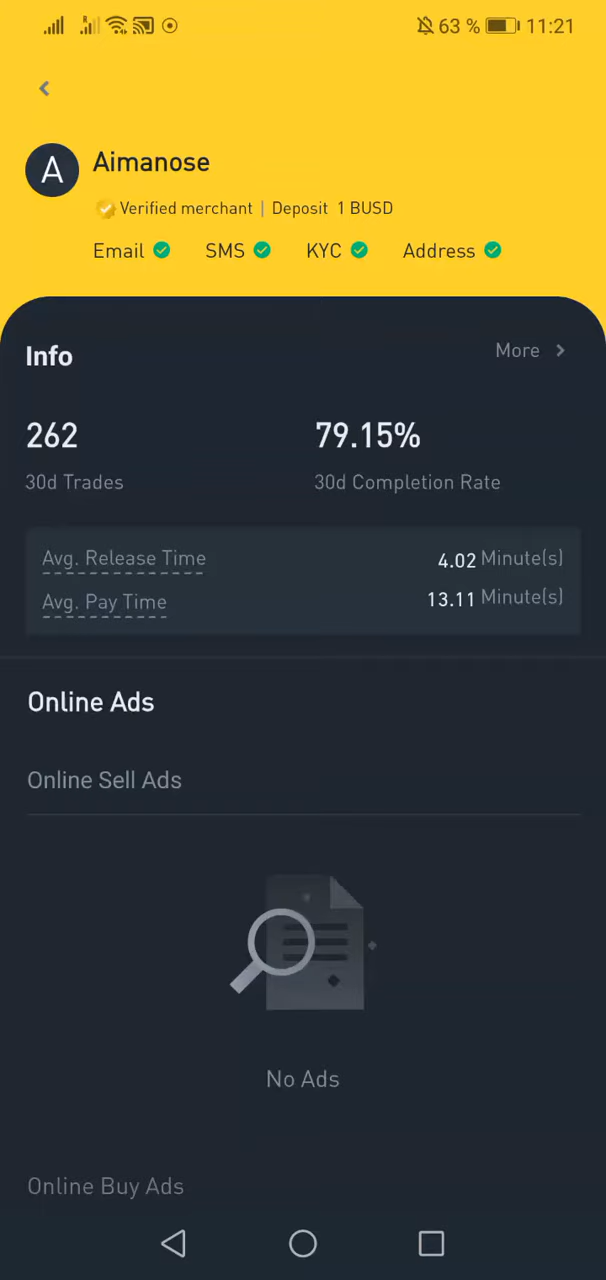 63 % 11:21
A
Aimanose
Verified merchant | Deposit 1 BUSD
Email SMS KYC Address
Info More
262 79.15%
30d Trades 30d Completion Rate
Avg. Release Time 4.02 Minute(s)
Avg. Pay Time 13.11 Minute(s)
Online Ads
Online Sell Ads
No Ads
Online Buy Ads